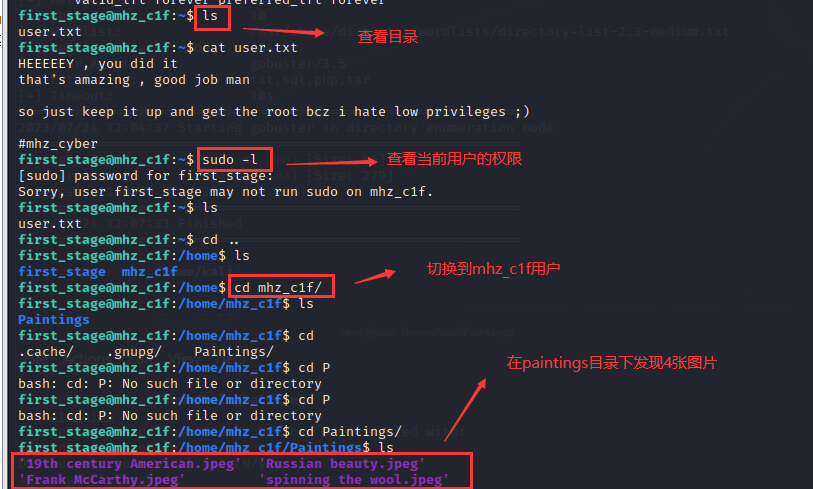 valid_lft forever preferred_lft forever
first_stage@mhz_c1f:~$ ls
查看目录
user.txt
first_stage@mhz_c1f:~$ cat user.txt
HEEEEEY , you did it
that's amazing , good job man
so just keep it up and get the root bcz i hate low privileges ;)
#mhz_cyber
first_stage@mhz_c1f:~$ sudo -l
查看当前用户的权限
[sudo] password for first_stage:
Sorry, user first_stage may not run sudo on mhz_c1f.
first_stage@mhz_c1f:~$ ls
user.txt
first_stage@mhz_c1f:~$ cd ..
first_stage@mhz_c1f:/home$ ls
first_stage  mhz_c1f
切换到mhz_c1f用户
first_stage@mhz_c1f:/home$ cd mhz_c1f/
first_stage@mhz_c1f:/home/mhz_c1f$ ls
Paintings
first_stage@mhz_c1f:/home/mhz_c1f$ cd
.cache/    .gnupg/    Paintings/
first_stage@mhz_c1f:/home/mhz_c1f$ cd P
在paintings目录下发现4张图片
bash: cd: P: No such file or directory
first_stage@mhz_c1f:/home/mhz_c1f$ cd P
bash: cd: P: No such file or directory
first_stage@mhz_c1f:/home/mhz_c1f$ cd Paintings/
first_stage@mhz_c1f:/home/mhz_c1f/Paintings$ ls
'19th century American.jpeg'  'Russian beauty.jpeg'
'Frank McCarthy.jpeg'         'spinning the wool.jpeg'